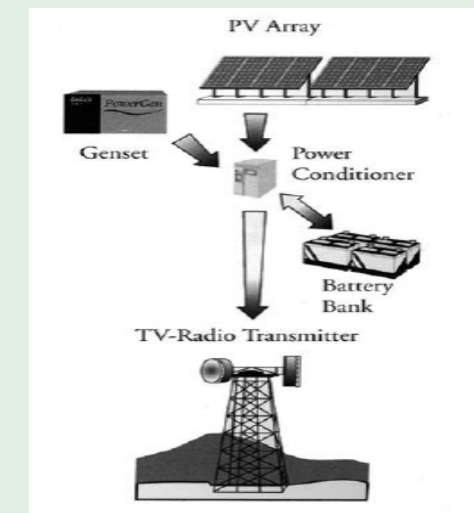 PV Array
PowerGen
Genset
Power
Conditioner
Battery
Bank
TV-Radio Transmitter